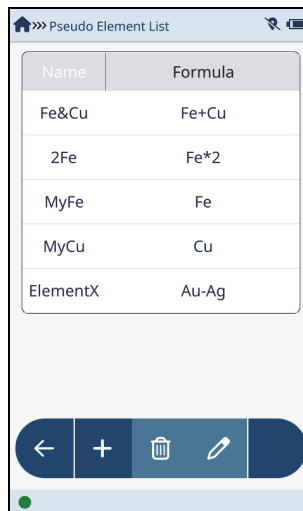 »» Pseudo Element List
Name Formula
Fe&Cu Fe+Cu
2Fe Fe*2
MyFe Fe
MyCu Cu
ElementX Au-Ag